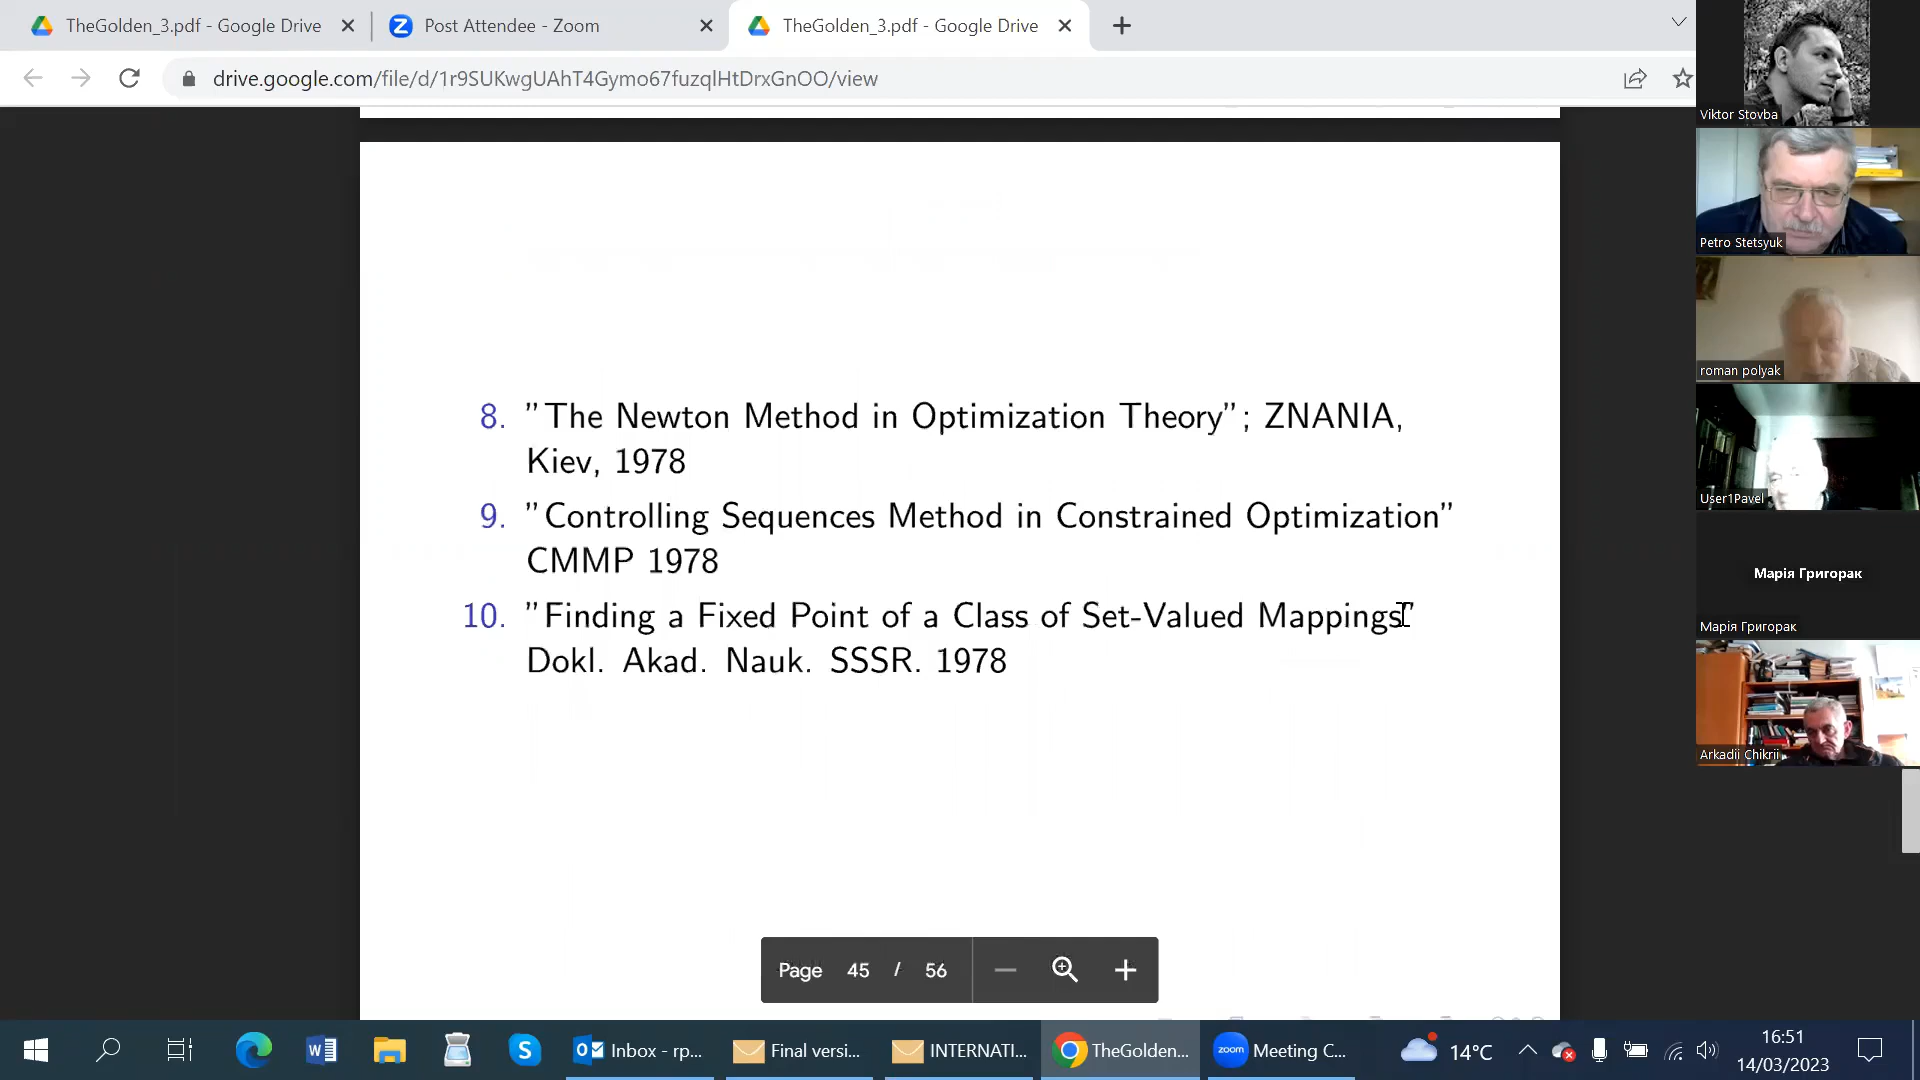 TheGolden_3.pdf - Google Drive
Post Attendee - Zoom
TheGolden_3.pdf - Google Drive
drive.google.com/file/d/1r9SUKwgUAhT4Gymo67fuzqlHtDrxGnOO/view
8. "The Newton Method in Optimization Theory"; ZNANIA,
Kiev, 1978
9. "Controlling Sequences Method in Constrained Optimization"
CMMP 1978
10. "Finding a Fixed Point of a Class of Set-Valued Mappings"
Dokl. Akad. Nauk. SSSR. 1978
Page 45 / 56
Viktor Stovba
Petro Stetsyuk
roman polyak
User1Pavel
Марія Григорак
Марія Григорак
Arkadii Chikrii
Inbox - rp...
Final versi...
INTERNATI...
TheGolden...
zoom
Meeting C...
14°C
16:51
14/03/2023